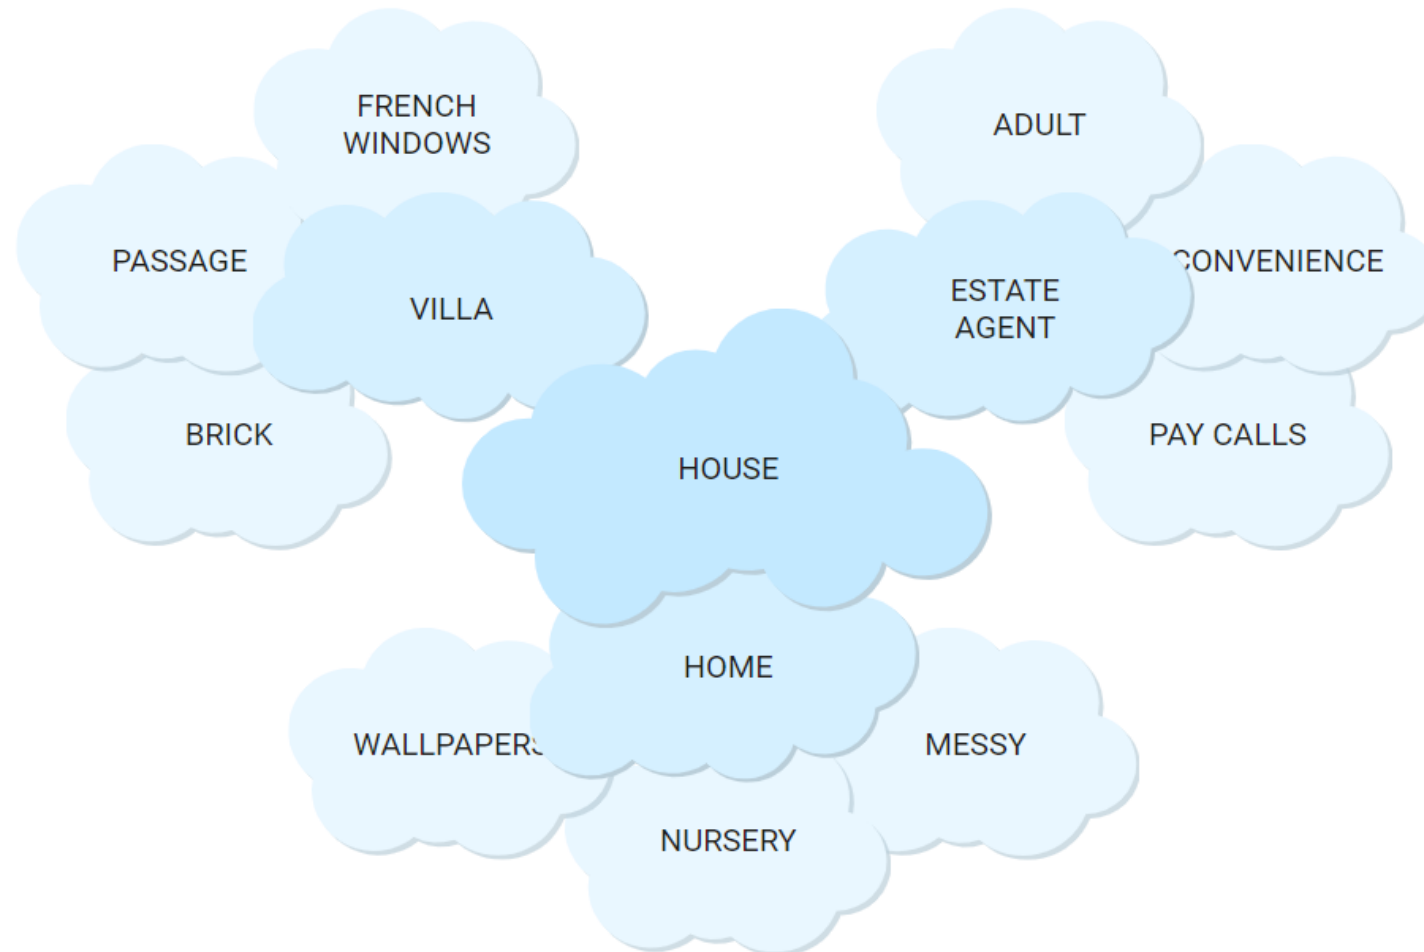 FRENCH
WINDOWS
ADULT
PASSAGE
CONVENIENCE
VILLA
ESTATE
AGENT
BRICK
PAY CALLS
HOUSE
HOME
WALLPAPERS
MESSY
NURSERY